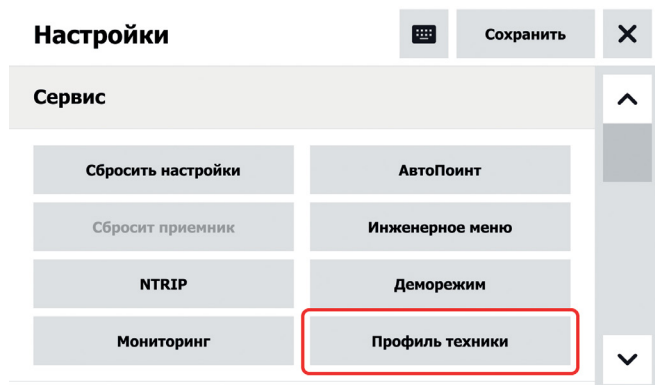 Настройки
Сохранить
Сервис
Сбросить настройки
АвтоПоинт
Сбросит приемник
Инженерное меню
NTRIP
Деморежим
Мониторинг
Профиль техники